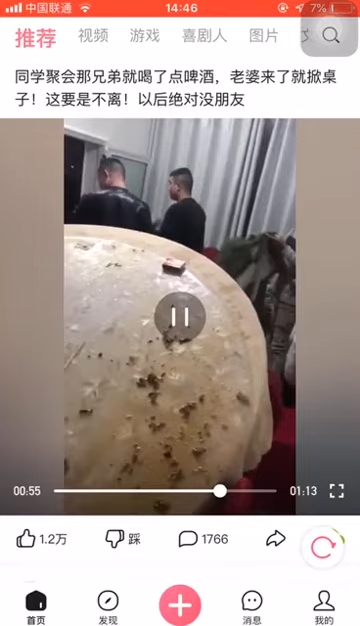 中国联通 14:46 7%
推荐 视频 游戏 喜剧人 图片
同学聚会那兄弟就喝了点啤酒，老婆来了就掀桌
子！这要是不离！以后绝对没朋友
00:55 01:13
1.2万 踩 1766
首页 发现 消息 我的